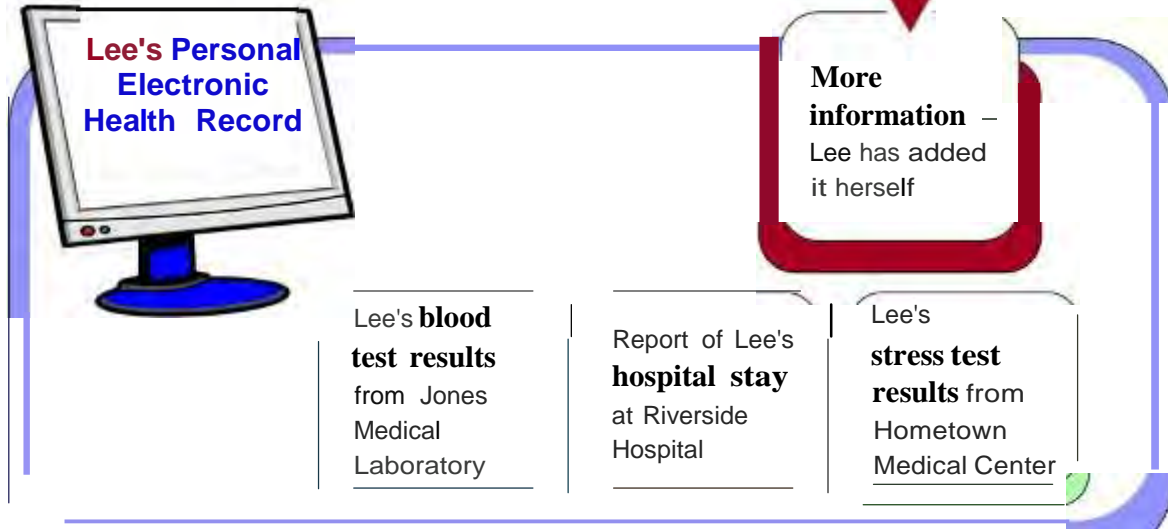 Lee's Personal
Electronic
Health Record
More
information –
Lee has added
it herself
Lee's blood
test results
from Jones
Medical
Laboratory
Report of Lee's
hospital stay
at Riverside
Hospital
Lee's
stress test
results from
Hometown
Medical Center